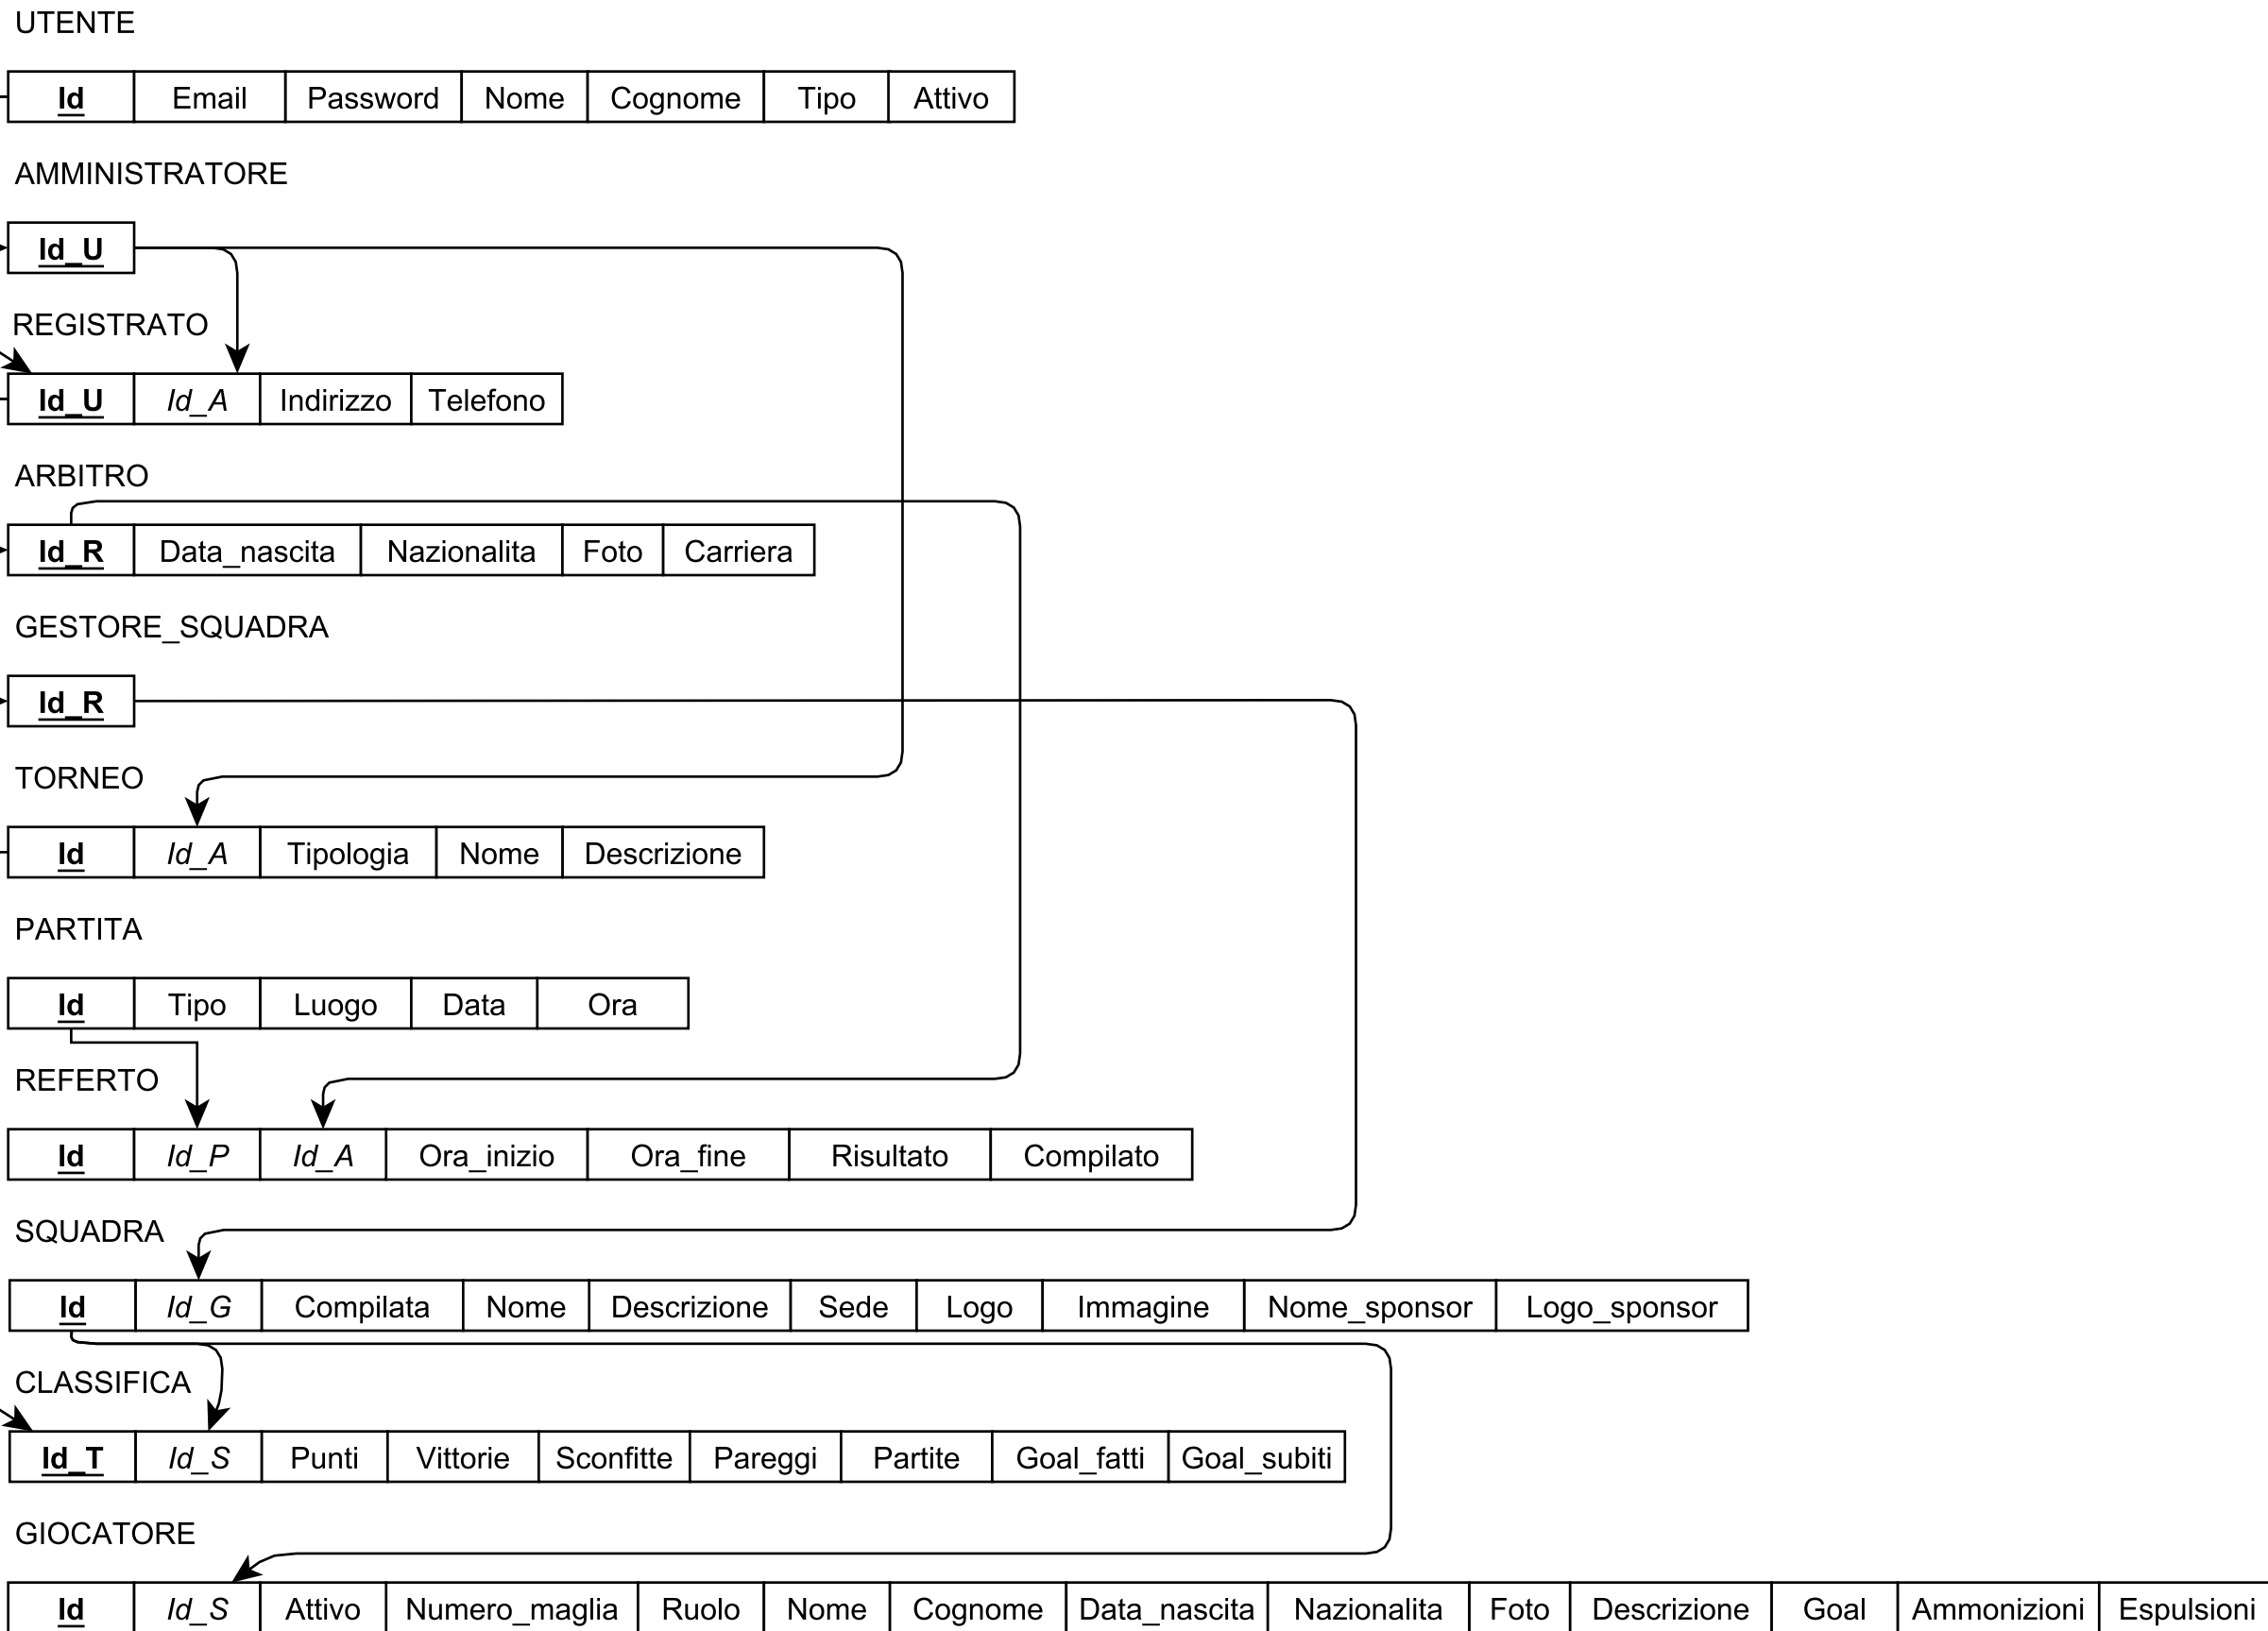 UTENTE
Id Email Password Nome Cognome Tipo Attivo
AMMINISTRATORE
Id_U
REGISTRATO
Id_U Id_A Indirizzo Telefono
ARBITRO
Id_R Data_nascita Nazionalita Foto Carriera
GESTORE_SQUADRA
Id_R
TORNEO
Id Id_A Tipologia Nome Descrizione
PARTITA
Id Tipo Luogo Data Ora
REFERTO
Id Id_P Id_A Ora_inizio Ora_fine Risultato Compilato
SQUADRA
Id Id_G Compilata Nome Descrizione Sede Logo Immagine Nome_sponsor Logo_sponsor
CLASSIFICA
Id_T Id_S Punti Vittorie Sconfitte Pareggi Partite Goal_fatti Goal_subiti
GIOCATORE
Id Id_S Attivo Numero_maglia Ruolo Nome Cognome Data_nascita Nazionalita Foto Descrizione Goal Ammonizioni Espulsioni